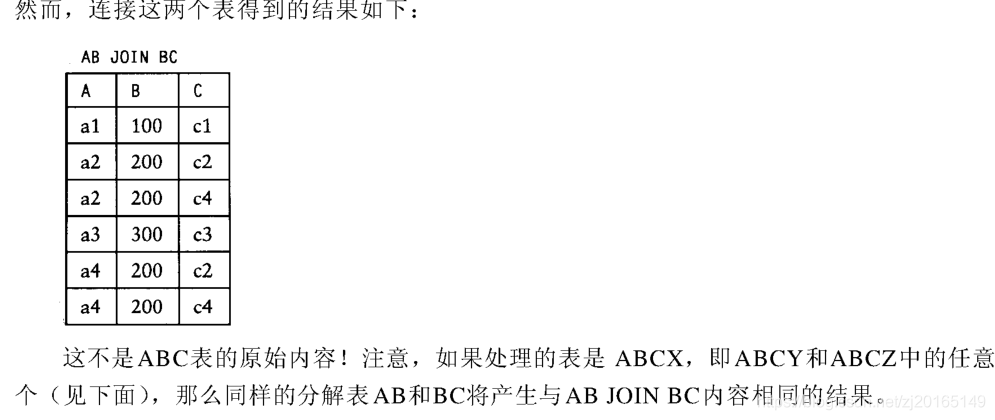 然而，连接这两个表得到的结果如下：
AB JOIN BC
A B C
a1 100 c1
a2 200 c2
a2 200 c4
a3 300 c3
a4 200 c2
a4 200 c4
这不是ABC表的原始内容！注意，如果处理的表是 ABCX，即ABCY和ABCZ中的任意
个（见下面），那么同样的分解表AB和BC将产生与AB JOIN BC内容相同的结果。
net/zj20165149